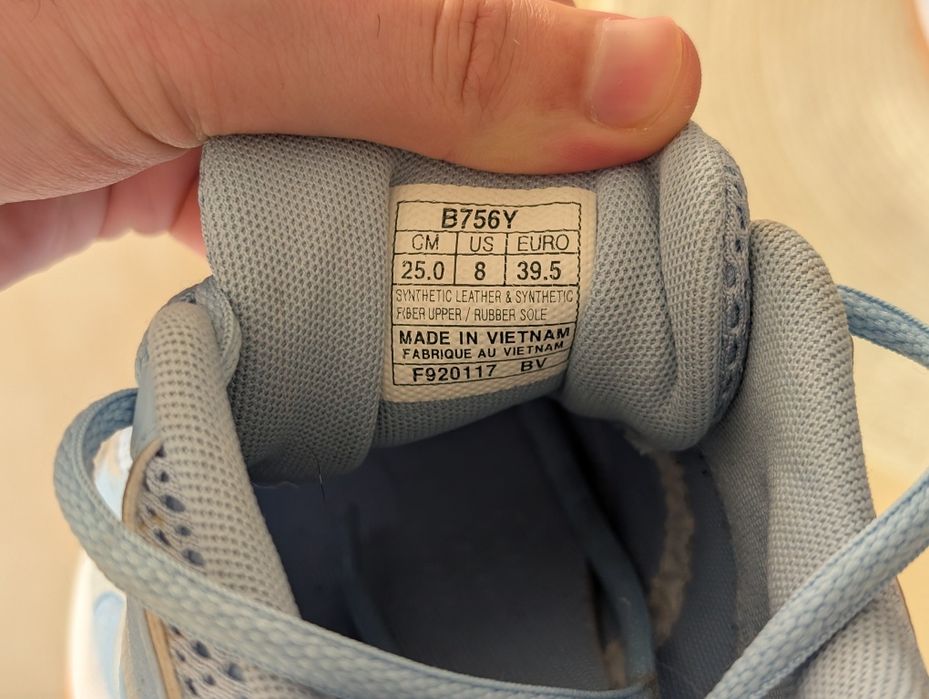 B756Y
CM US EURO
25.0 8 39.5
SYNTHETIC LEATHER & SYNTHETIC
FIBER UPPER / RUBBER SOLE
MADE IN VIETNAM
FABRIQUE AU VIETNAM
F920117 BV